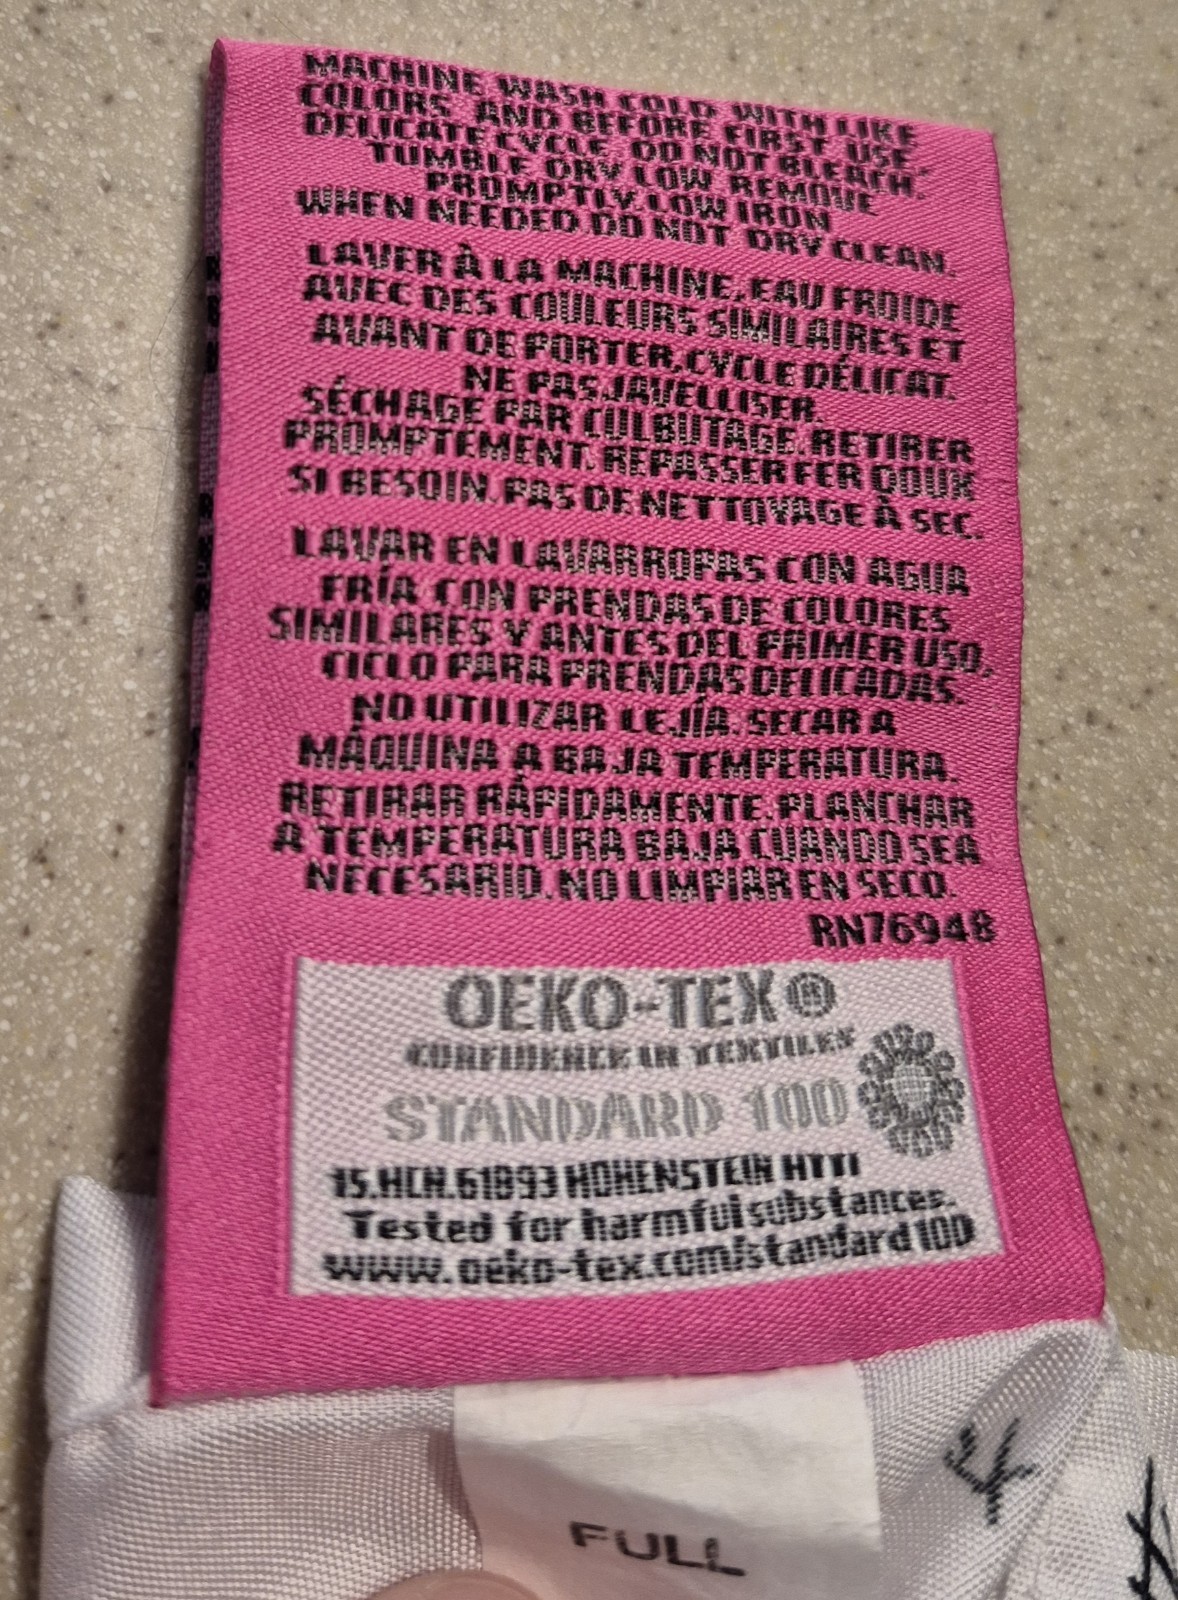 MACHINE WASH COLD WITH LIKE
COLORS, AND BEFORE FIRST USE,
DELICATE CYCLE. DO NOT BLEACH.
TUMBLE DRY LOW, REMOVE
PROMPTLY.LOW IRON
WHEN NEEDED.DO NOT DRY CLEAN.
LAVER À LA MACHINE,EAU FROIDE
AVEC DES COULEURS SIMILAIRES ET
AVANT DE PORTER,CYCLE DÉLICAT.
NE PAS JAVELLISER.
SÉCHAGE PAR CULBUTAGE.RETIRER
PROMPTEMENT. REPASSER FER DOUX
SI BESOIN. PAS DE NETTOYAGE À SEC.
LAVAR EN LAVARROPAS CON AGUA
FRÍA CON PRENDAS DE COLORES
SIMILARES Y ANTES DEL PRIMER USO,
CICLO PARA PRENDAS DELICADAS.
NO UTILIZAR LEJÍA. SECAR A
MÁQUINA A BAJA TEMPERATURA.
RETIRAR RÁPIDAMENTE.PLANCHAR
A TEMPERATURA BAJA CUANDO SEA
NECESARIO.NO LIMPIAR EN SECO.
RN76948
OEKO-TEX®
CONFIDENCE IN TEXTILES
STANDARD 100
15.HCN.61893 HOHENSTEIN HTTI
Tested for harmful substances.
www.oeko-tex.com/standard100
FULL